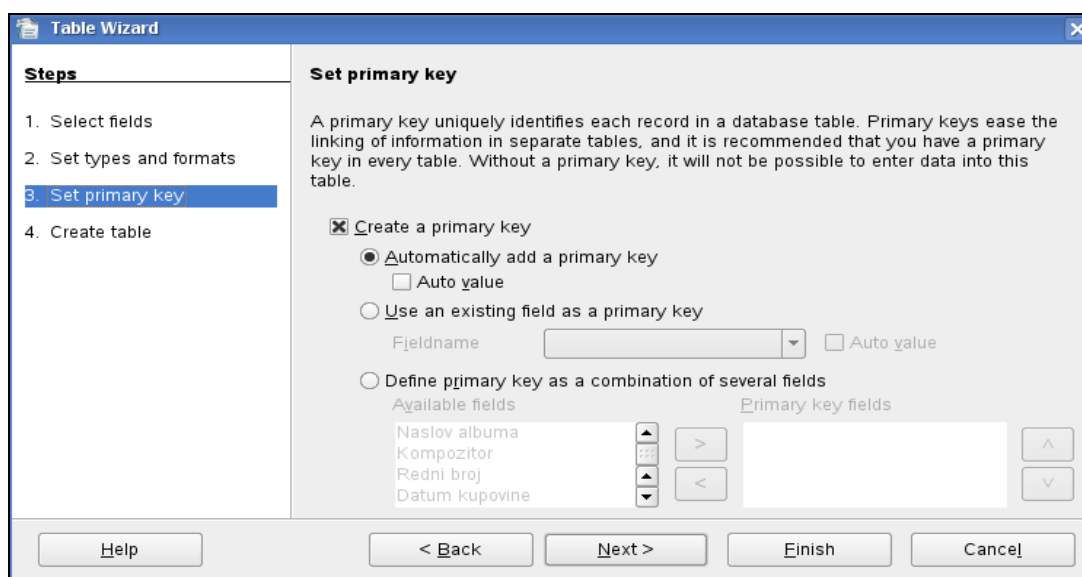 Table Wizard
Steps
1. Select fields
2. Set types and formats
3. Set primary key
4. Create table
Set primary key
A primary key uniquely identifies each record in a database table. Primary keys ease the
linking of information in separate tables, and it is recommended that you have a primary
key in every table. Without a primary key, it will not be possible to enter data into this
table.
Create a primary key
Automatically add a primary key
Auto value
Use an existing field as a primary key
Fieldname
Auto value
Define primary key as a combination of several fields
Available fields
Primary key fields
Naslov albuma
Kompozitor
Redni broj
Datum kupovine
>
<
Help
< Back
Next >
Finish
Cancel